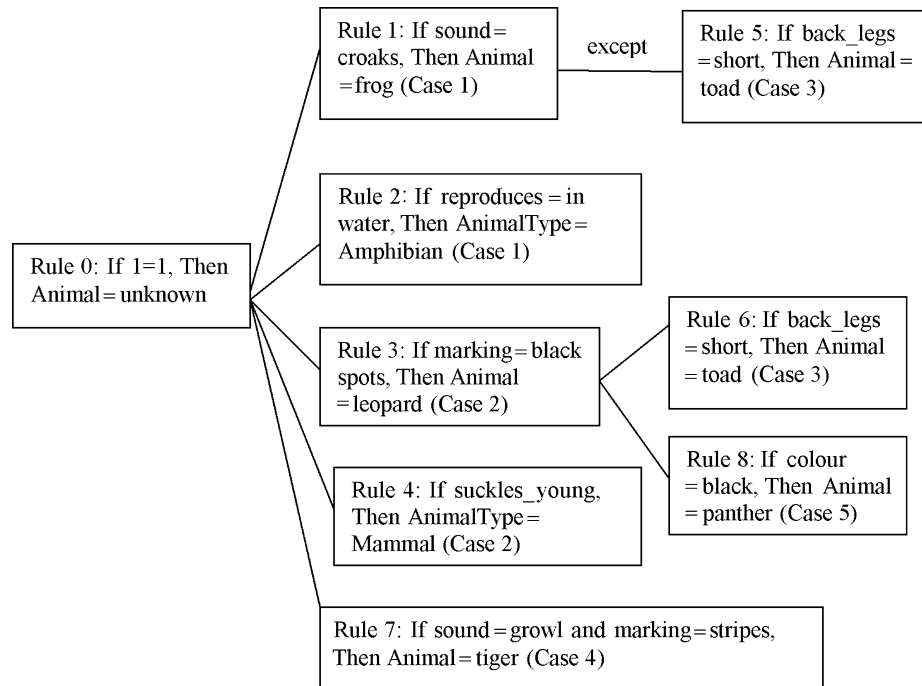 Rule 1: If sound=
croaks, Then Animal
=frog (Case 1)
except
Rule 5: If back_legs
=short, Then Animal=
toad (Case 3)
Rule 2: If reproduces=in
water, Then AnimalType=
Amphibian (Case 1)
Rule 0: If 1=1, Then
Animal=unknown
Rule 3: If marking=black
spots, Then Animal
=leopard (Case 2)
Rule 6: If back_legs
=short, Then Animal
=toad (Case 3)
Rule 8: If colour
=black, Then Animal
=panther (Case 5)
Rule 4: If suckles_young,
Then AnimalType=
Mammal (Case 2)
Rule 7: If sound=growl and marking=stripes,
Then Animal=tiger (Case 4)